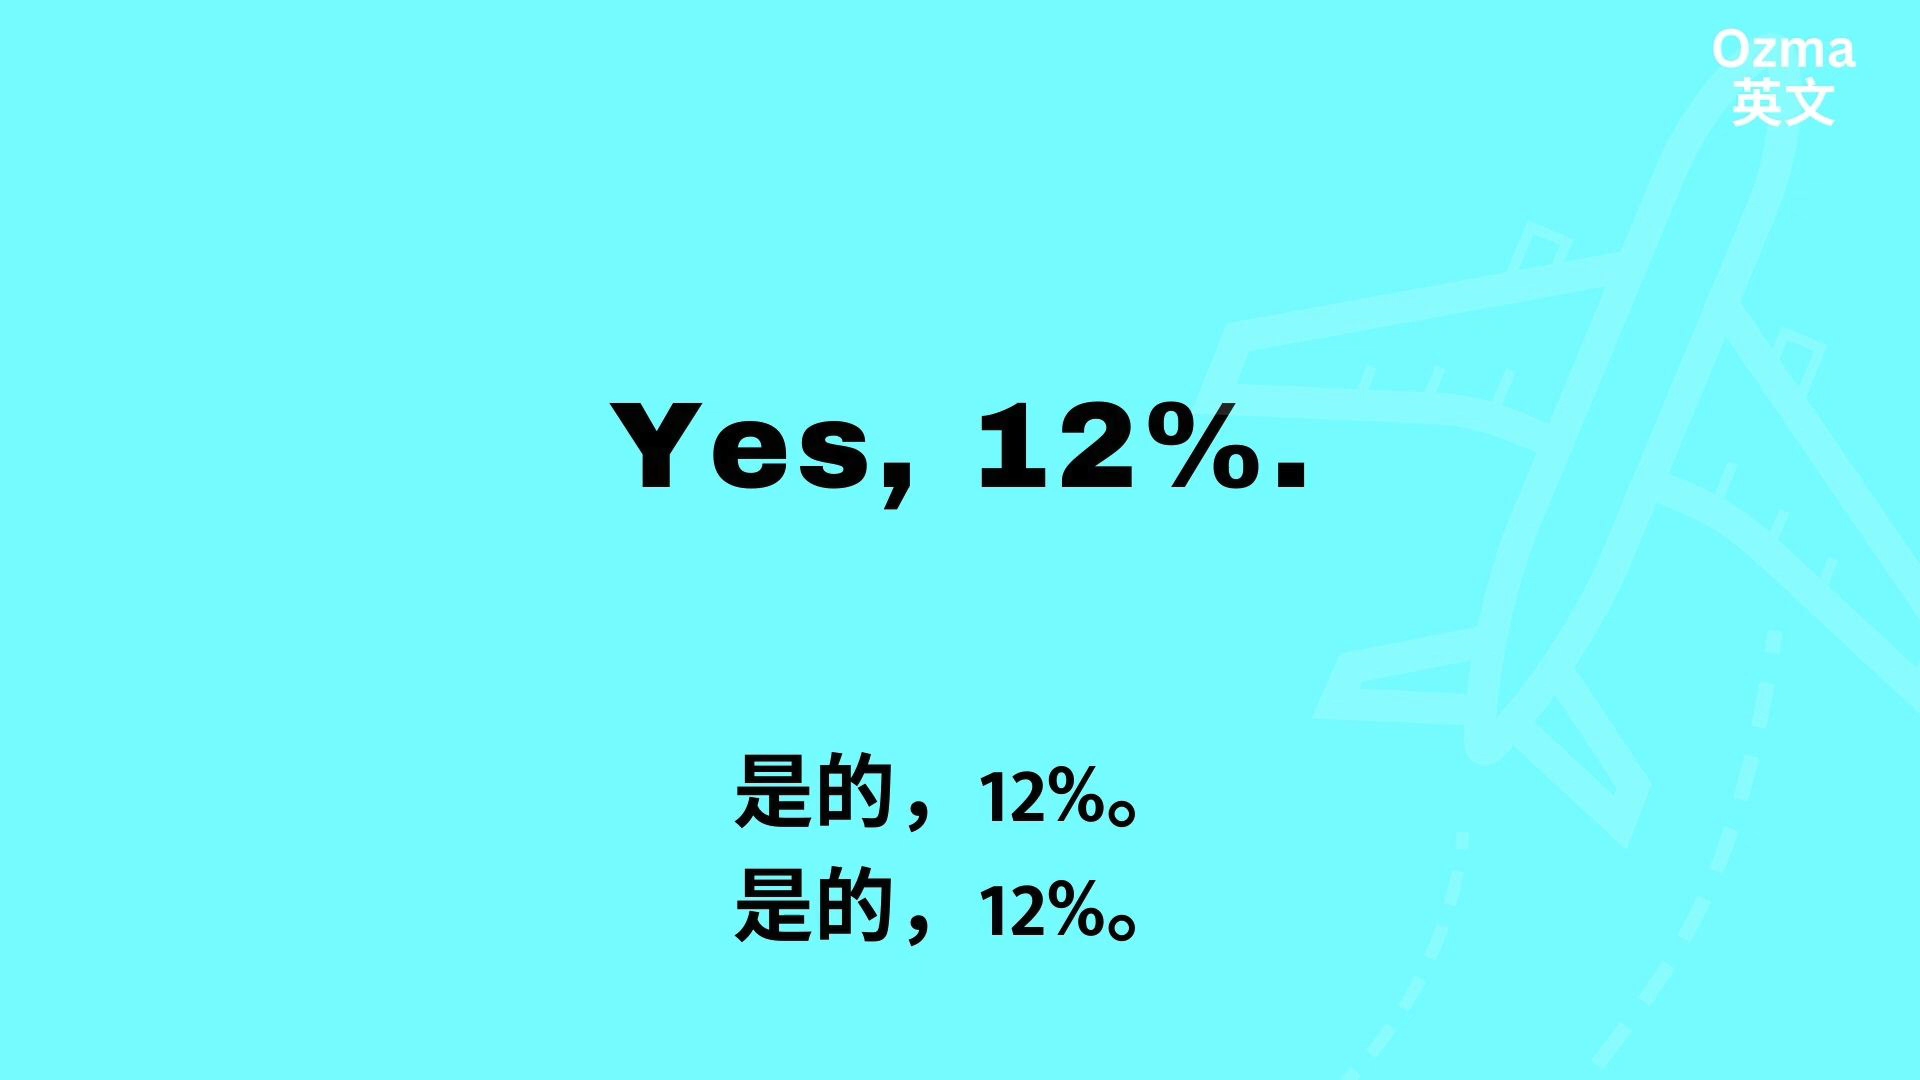 Ozma
英文
Yes, 12%.
是的，12%。
是的，12%。